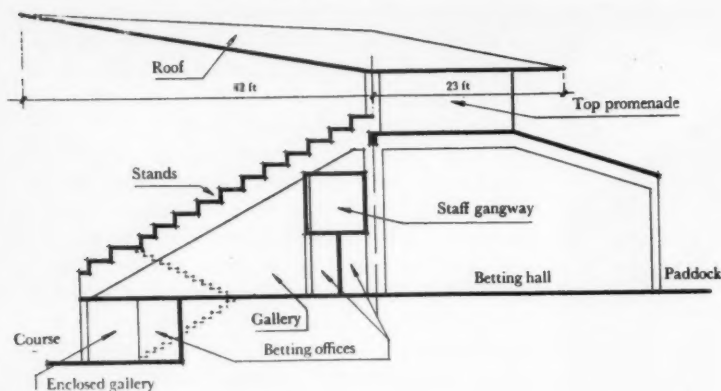 Roof
42 ft
23 ft
Top promenade
Stands
Staff gangway
Betting hall
Paddock
Gallery
Course
Betting offices
Enclosed gallery